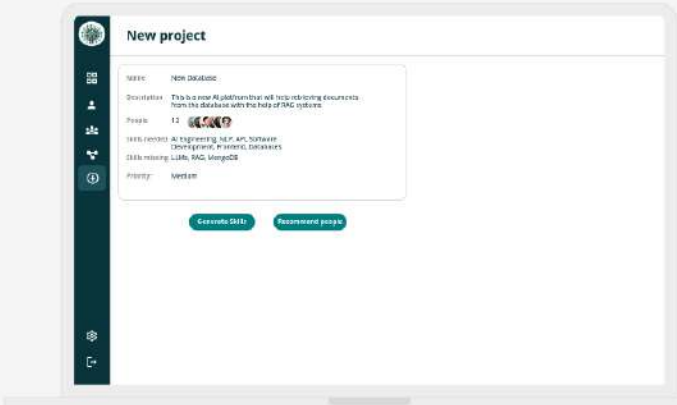 New project
Name New Database
Description This is a new AI platfrom that will help retrieving documents
from the database with the help of RAG systems
People 12
Skills needed AI Engineering, NLP, API, Software
Development, Frontend, Databases
Skills missing LLMs, RAG, MongoDB
Priority: Medium
Generate Skills Recommend people